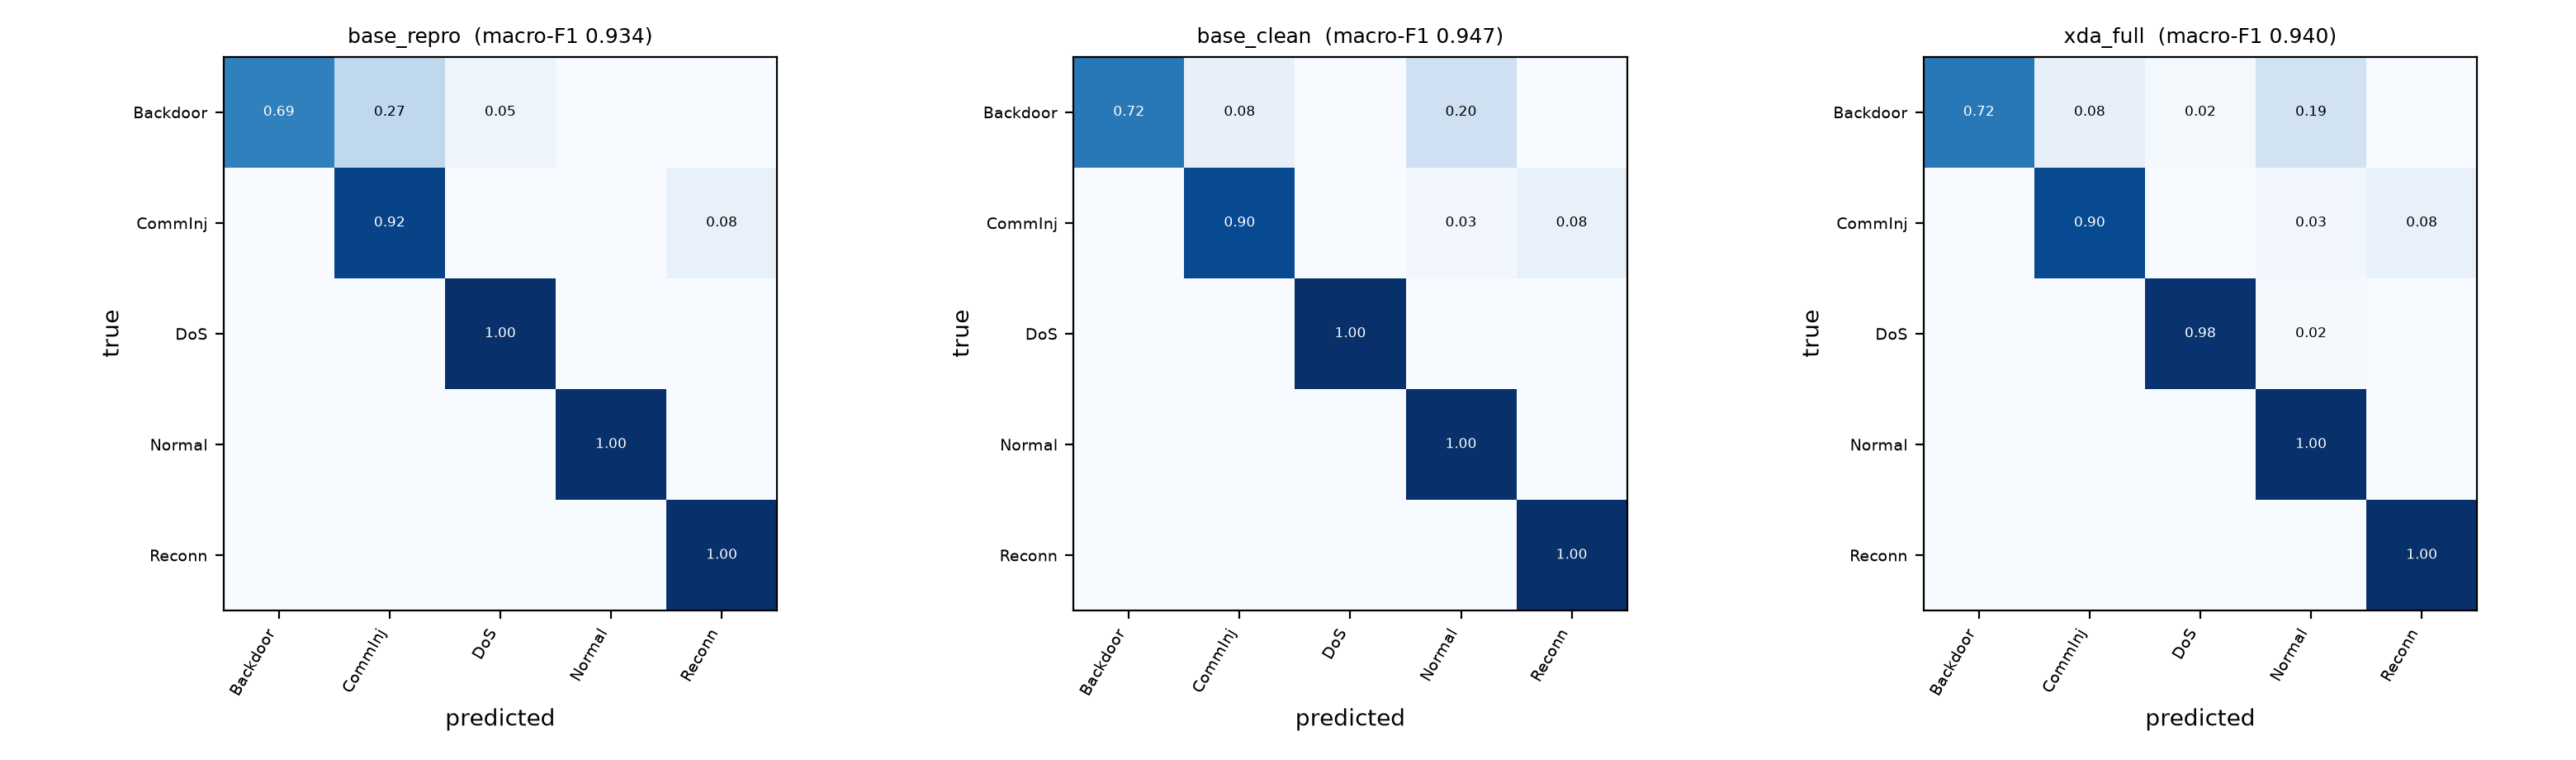 base_repro (macro-F1 0.934)
Backdoor 0.69 0.27 0.05
CommInj 0.92 0.08
DoS 1.00
Normal 1.00
Reconn 1.00
true
Backdoor CommInj DoS Normal Reconn
predicted
base_clean (macro-F1 0.947)
Backdoor 0.72 0.08 0.20
CommInj 0.90 0.03 0.08
DoS 1.00
Normal 1.00
Reconn 1.00
true
Backdoor CommInj DoS Normal Reconn
predicted
xda_full (macro-F1 0.940)
Backdoor 0.72 0.08 0.02 0.19
CommInj 0.90 0.03 0.08
DoS 0.98 0.02
Normal 1.00
Reconn 1.00
true
Backdoor CommInj DoS Normal Reconn
predicted